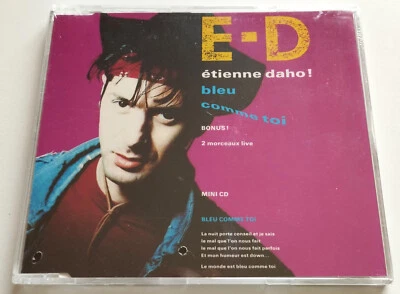 E-D
étienne daho!
bleu
comme toi
BONUS!
2 morceaux live
MINI CD
BLEU COMME TOI
La nuit porte conseil et je sais
le mal que l'on nous fait
le mal que l'on nous fait parfois
Et mon humeur est down...
Le monde est bleu comme toi